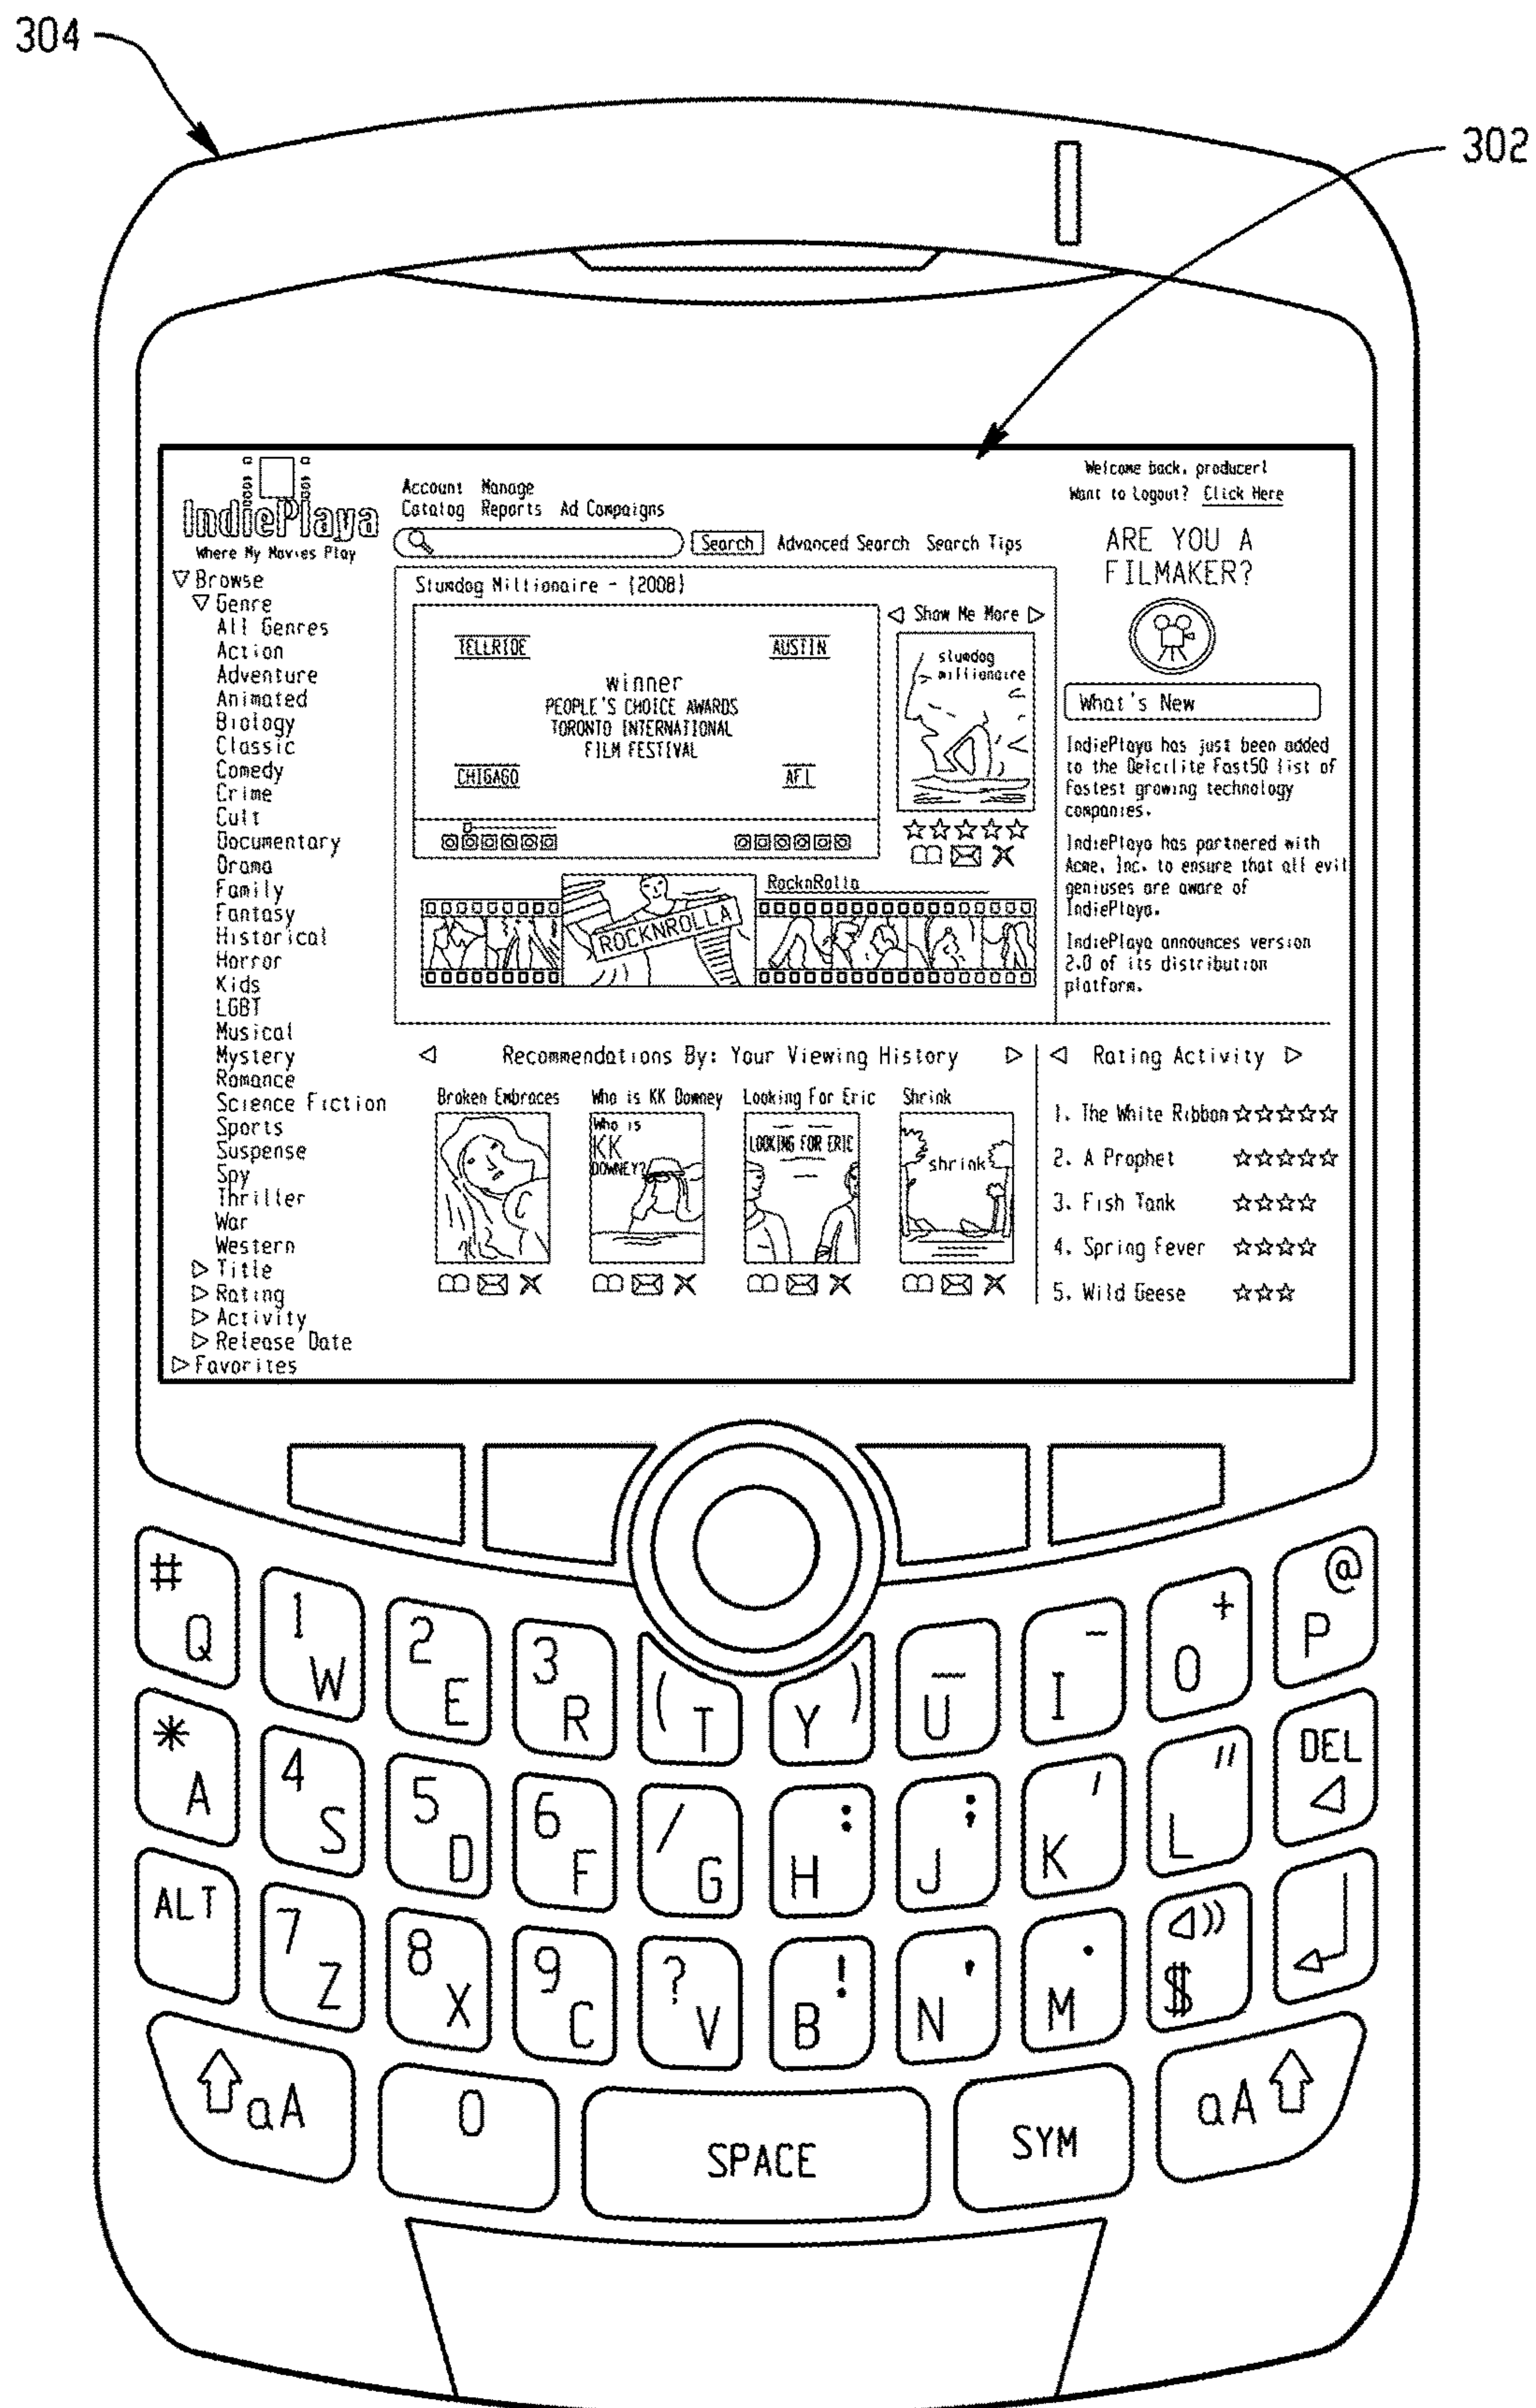 304
302
IndiePlaya
Where My Movies Play
Account Manage
Catalog Reports Ad Campaigns
Search Advanced Search Search Tips
Welcome back, producer!
Want to Logout? Click Here
ARE YOU A
FILMAKER?
What's New
IndiePlaya has just been added
to the Delctlite Fast50 list of
fastest growing technology
companies.
IndiePlaya has partnered with
Acme, Inc. to ensure that all evil
geniuses are aware of
IndiePlaya.
IndiePlaya announces version
2.0 of its distribution
platform.
Browse
Genre
All Genres
Action
Adventure
Animated
Biology
Classic
Comedy
Crime
Cult
Documentary
Drama
Family
Fantasy
Historical
Horror
Kids
LGBT
Musical
Mystery
Romance
Science Fiction
Sports
Suspense
Spy
Thriller
War
Western
Title
Rating
Activity
Release Date
Favorites
Slumdog Millionaire - (2008)
TELLRIDE AUSTIN
winner
PEOPLE'S CHOICE AWARDS
TORONTO INTERNATIONAL
FILM FESTIVAL
CHIGAGO AFI
Show Me More
slumdog
millionaire
RocknRolla
ROCKNROLLA
Recommendations By: Your Viewing History
Broken Embraces Who is KK Downey Looking For Eric Shrink
Who is
KK
DOWNEY?
LOOKING FOR ERIC
shrink
Rating Activity
1. The White Ribbon ☆☆☆☆☆
2. A Prophet ☆☆☆☆☆
3. Fish Tank ☆☆☆☆
4. Spring Fever ☆☆☆☆
5. Wild Geese ☆☆☆
# Q 1 W 2 E 3 R ( T Y ) _ U - I + O @ P
* A 4 S 5 D 6 F / G : H ; J ' K " L DEL
ALT 7 Z 8 X 9 C ? V ! B , N . M $
aA 0 SPACE SYM aA